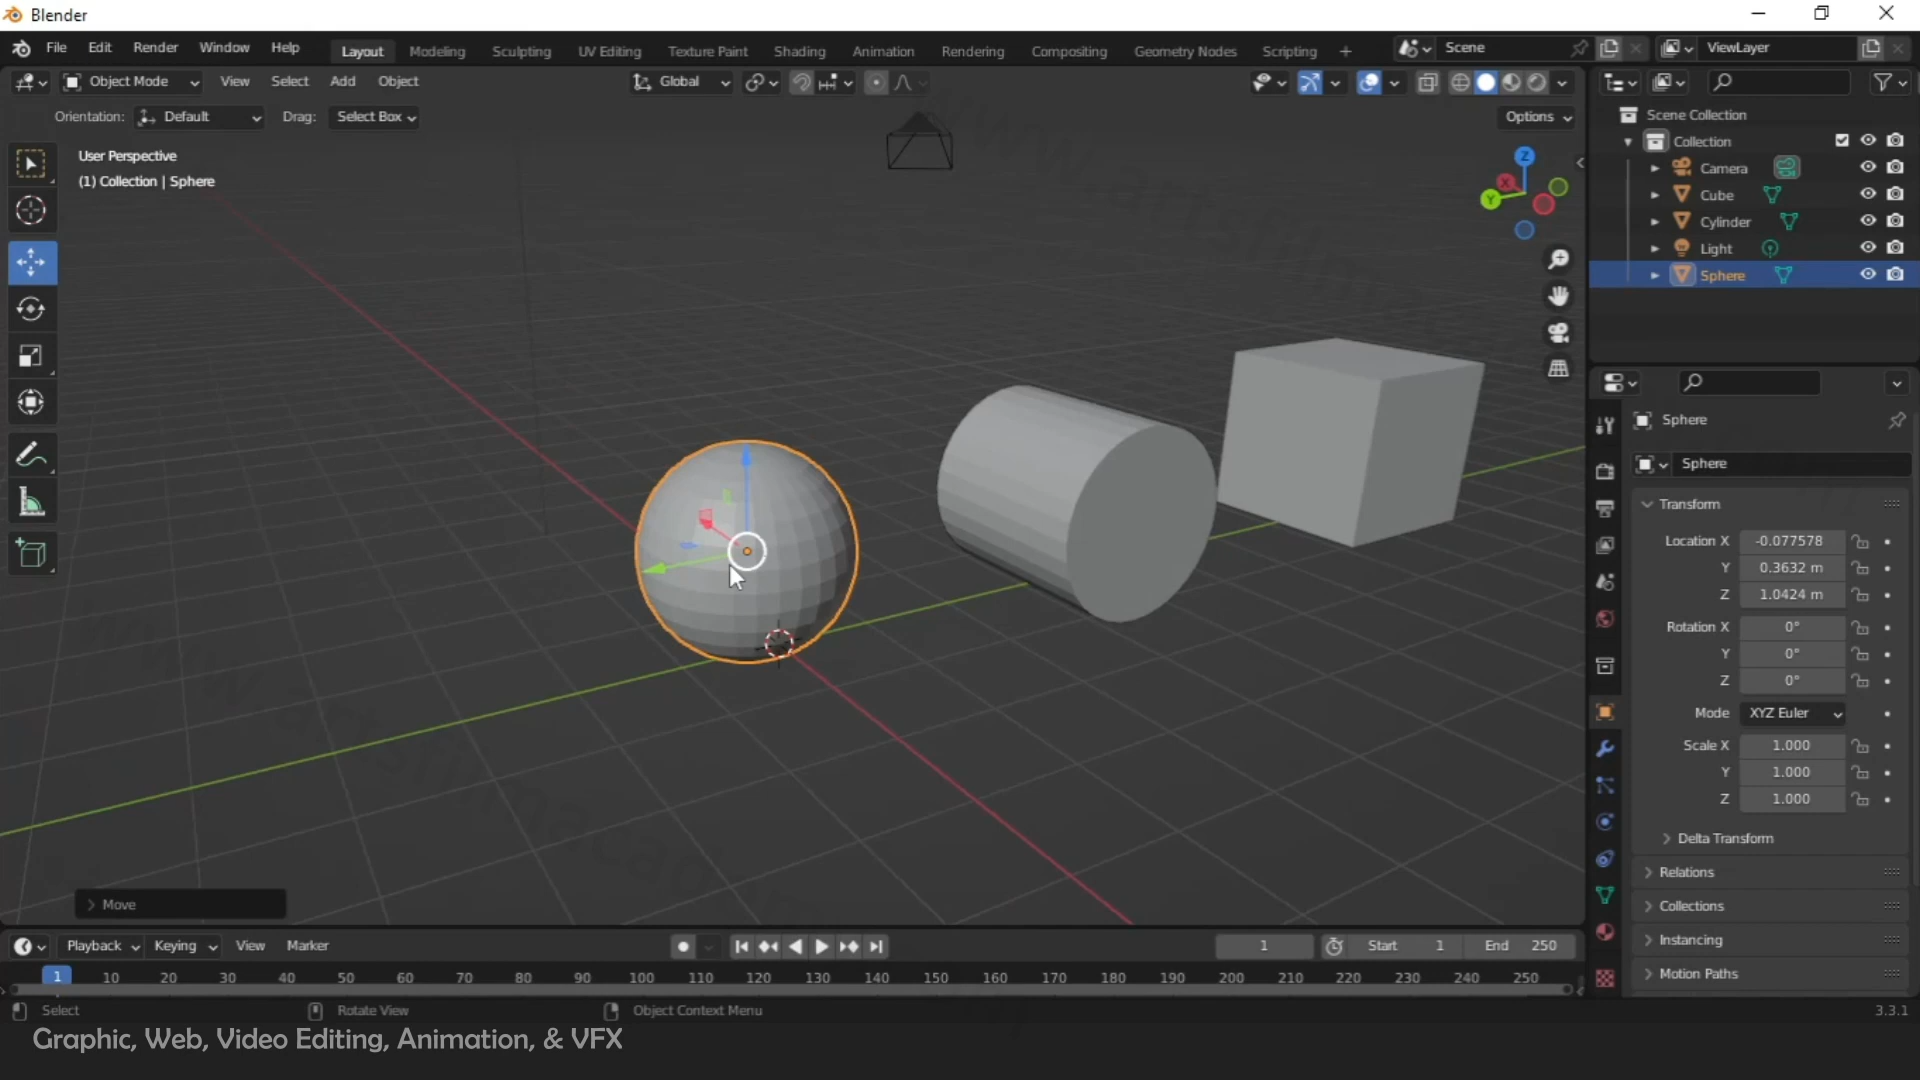 Blender
File Edit Render Window Help Layout Modeling Sculpting UV Editing Texture Paint Shading Animation Rendering Compositing Geometry Nodes Scripting + Scene ViewLayer
Object Mode View Select Add Object Global
Orientation: Default Drag: Select Box Options
User Perspective
(1) Collection | Sphere
Z
X
Y
Move
Scene Collection
Collection
Camera
Cube
Cylinder
Light
Sphere
Sphere
Sphere
Transform
Location X -0.077578
Y 0.3632 m
Z 1.0424 m
Rotation X 0°
Y 0°
Z 0°
Mode XYZ Euler
Scale X 1.000
Y 1.000
Z 1.000
Delta Transform
Relations
Collections
Instancing
Motion Paths
Playback Keying View Marker 1 Start 1 End 250
1 10 20 30 40 50 60 70 80 90 100 110 120 130 140 150 160 170 180 190 200 210 220 230 240 250
Select Rotate View Object Context Menu 3.3.1
Graphic, Web, Video Editing, Animation, & VFX